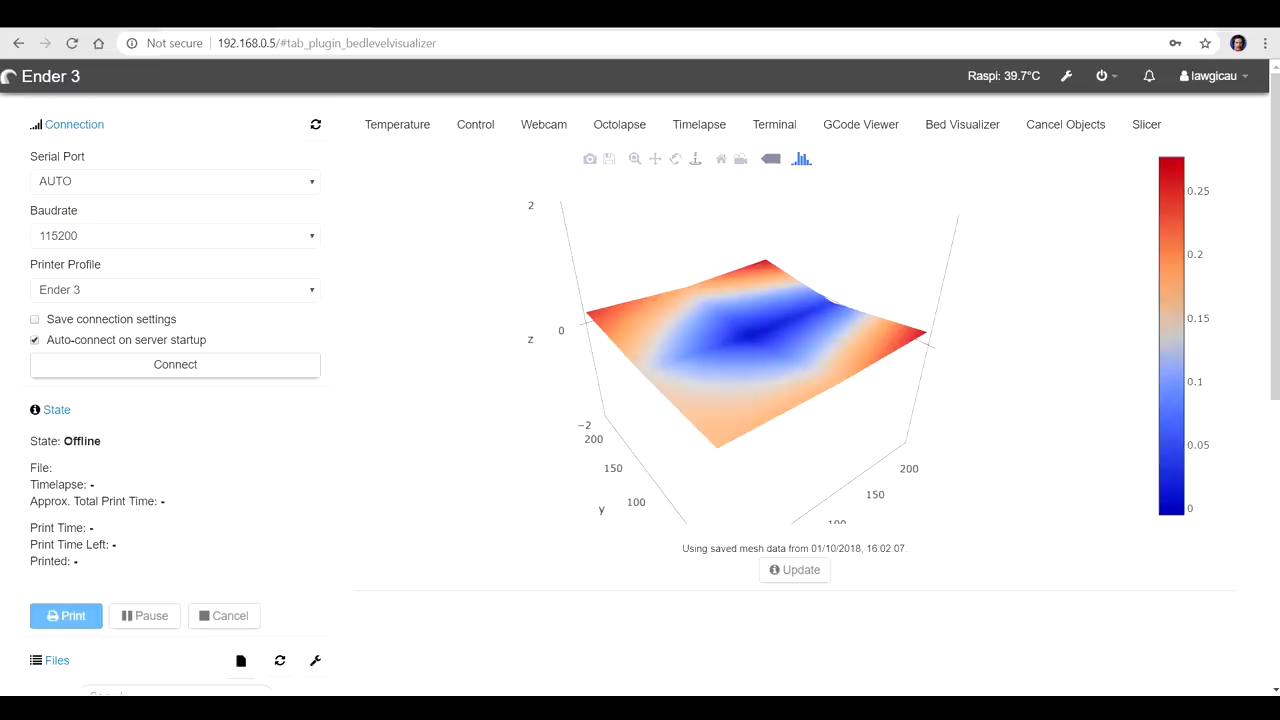 Not secure
192.168.0.5/#tab_plugin_bedlevelvisualizer
Ender 3
Raspi: 39.7°C
lawgicau
Connection
Temperature
Control
Webcam
Octolapse
Timelapse
Terminal
GCode Viewer
Bed Visualizer
Cancel Objects
Slicer
Serial Port
AUTO
Baudrate
115200
Printer Profile
Ender 3
Save connection settings
Auto-connect on server startup
Connect
State
State: Offline
File:
Timelapse: -
Approx. Total Print Time: -
Print Time: -
Print Time Left: -
Printed: -
Print
Pause
Cancel
Files
2
0
z
−2
200
150
100
y
200
150
100
0.25
0.2
0.15
0.1
0.05
0
Using saved mesh data from 01/10/2018, 16:02:07.
Update